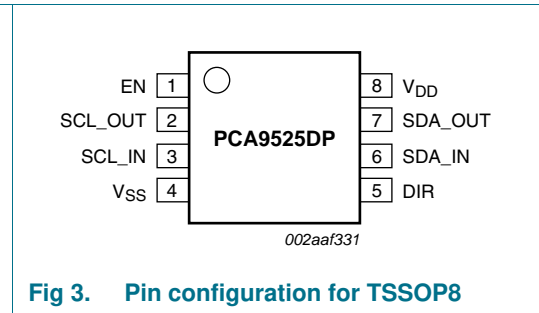 EN 1 8 VDD
SCL_OUT 2 7 SDA_OUT
PCA9525DP
SCL_IN 3 6 SDA_IN
VSS 4 5 DIR
002aaf331
Fig 3. Pin configuration for TSSOP8